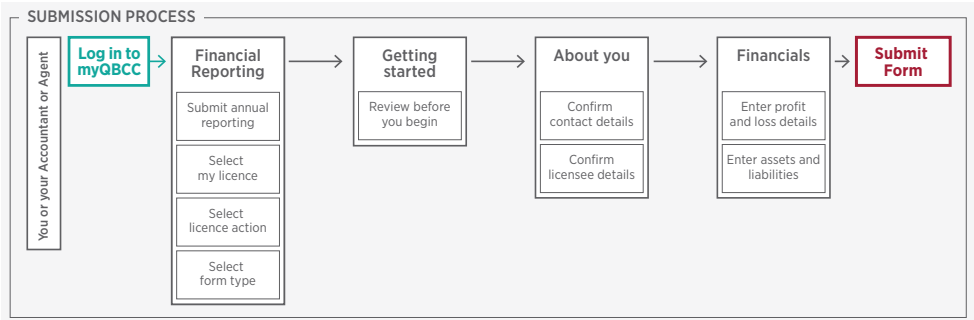 SUBMISSION PROCESS
You or your Accountant or Agent
Log in to
myQBCC
Financial
Reporting
Submit annual
reporting
Select
my licence
Select
licence action
Select
form type
Getting
started
Review before
you begin
About you
Confirm
contact details
Confirm
licensee details
Financials
Enter profit
and loss details
Enter assets and
liabilities
Submit
Form